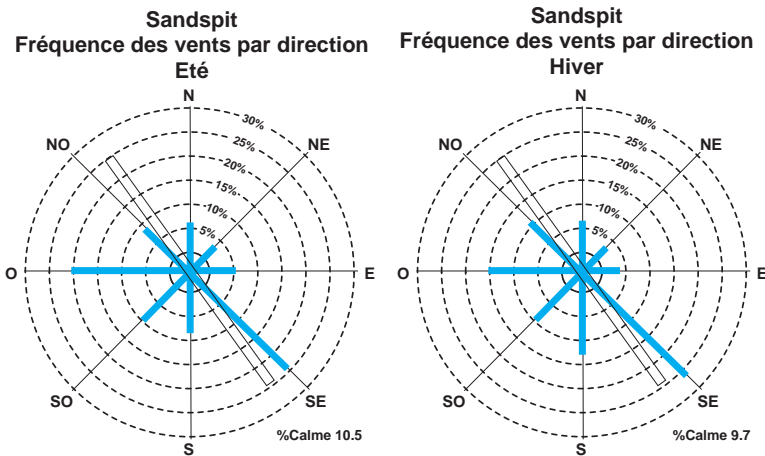 Sandspit
Fréquence des vents par direction
Eté
N
NO
NE
30%
25%
20%
15%
10%
5%
O
E
SO
SE
S
%Calme 10.5
Sandspit
Fréquence des vents par direction
Hiver
N
NO
NE
30%
25%
20%
15%
10%
5%
O
E
SO
SE
S
%Calme 9.7